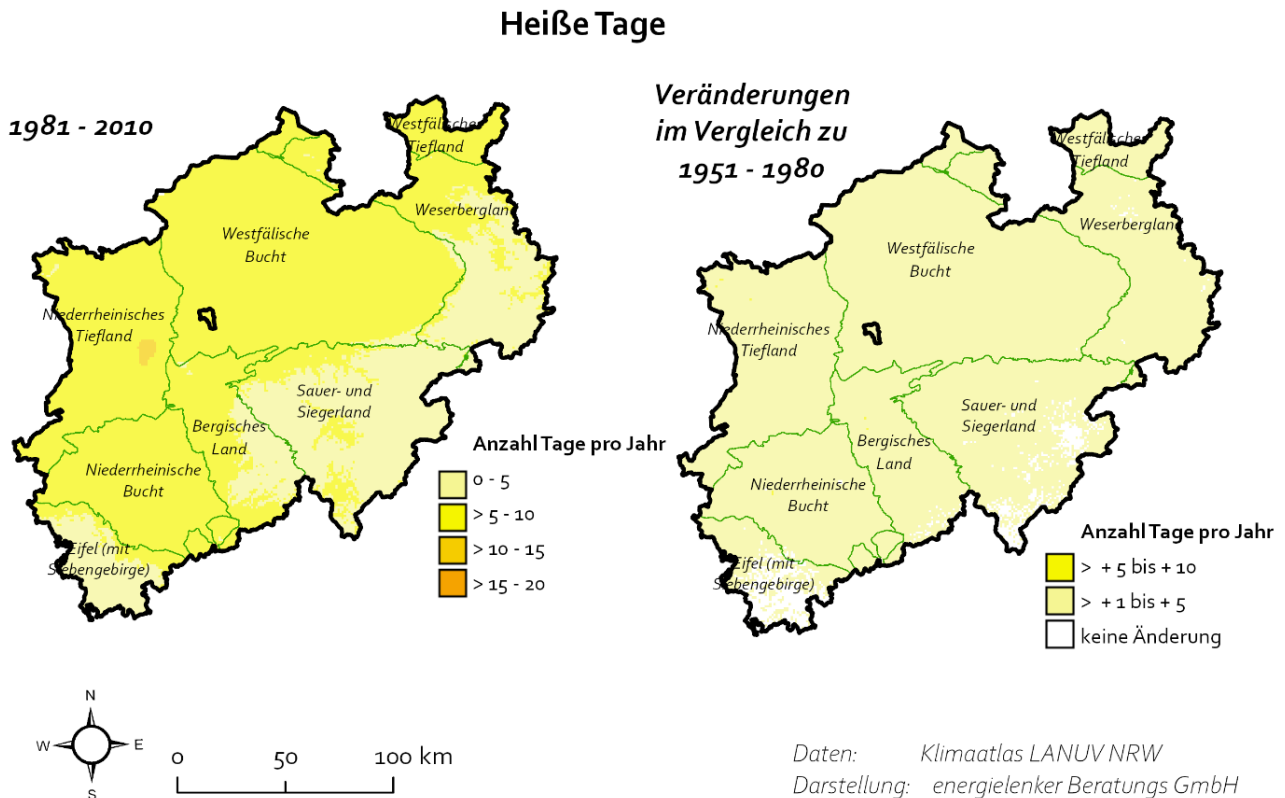 Heiße Tage
1981 - 2010
Westfälisches
Tiefland
Weserbergland
Westfälische
Bucht
Niederrheinisches
Tiefland
Sauer- und
Siegerland
Bergisches
Land
Niederrheinische
Bucht
Eifel (mit
Siebengebirge)
Anzahl Tage pro Jahr
0 - 5
> 5 - 10
> 10 - 15
> 15 - 20
Veränderungen
im Vergleich zu
1951 - 1980
Westfälisches
Tiefland
Weserbergland
Westfälische
Bucht
Niederrheinisches
Tiefland
Sauer- und
Siegerland
Bergisches
Land
Niederrheinische
Bucht
Eifel (mit
Siebengebirge)
Anzahl Tage pro Jahr
> + 5 bis + 10
> + 1 bis + 5
keine Änderung
N
W
E
S
0 50 100 km
Daten: Klimaatlas LANUV NRW
Darstellung: energielenker Beratungs GmbH